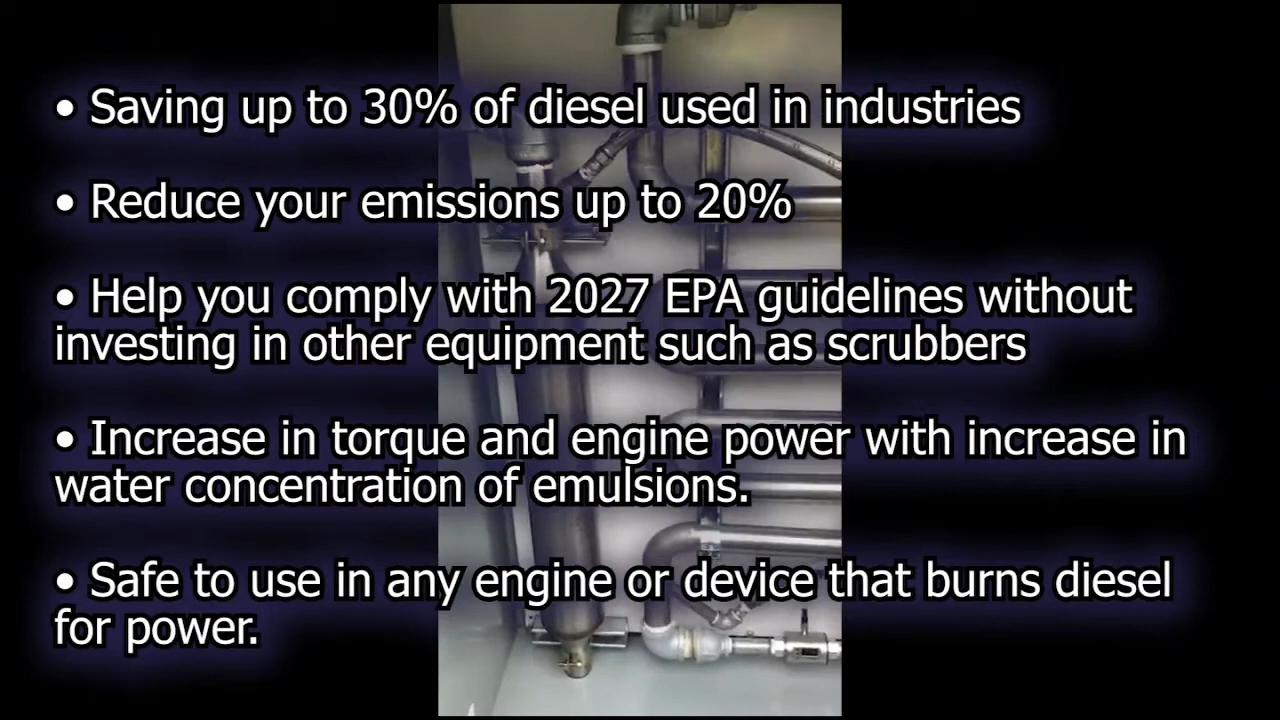 • Saving up to 30% of diesel used in industries
• Reduce your emissions up to 20%
• Help you comply with 2027 EPA guidelines without
investing in other equipment such as scrubbers
• Increase in torque and engine power with increase in
water concentration of emulsions.
• Safe to use in any engine or device that burns diesel
for power.